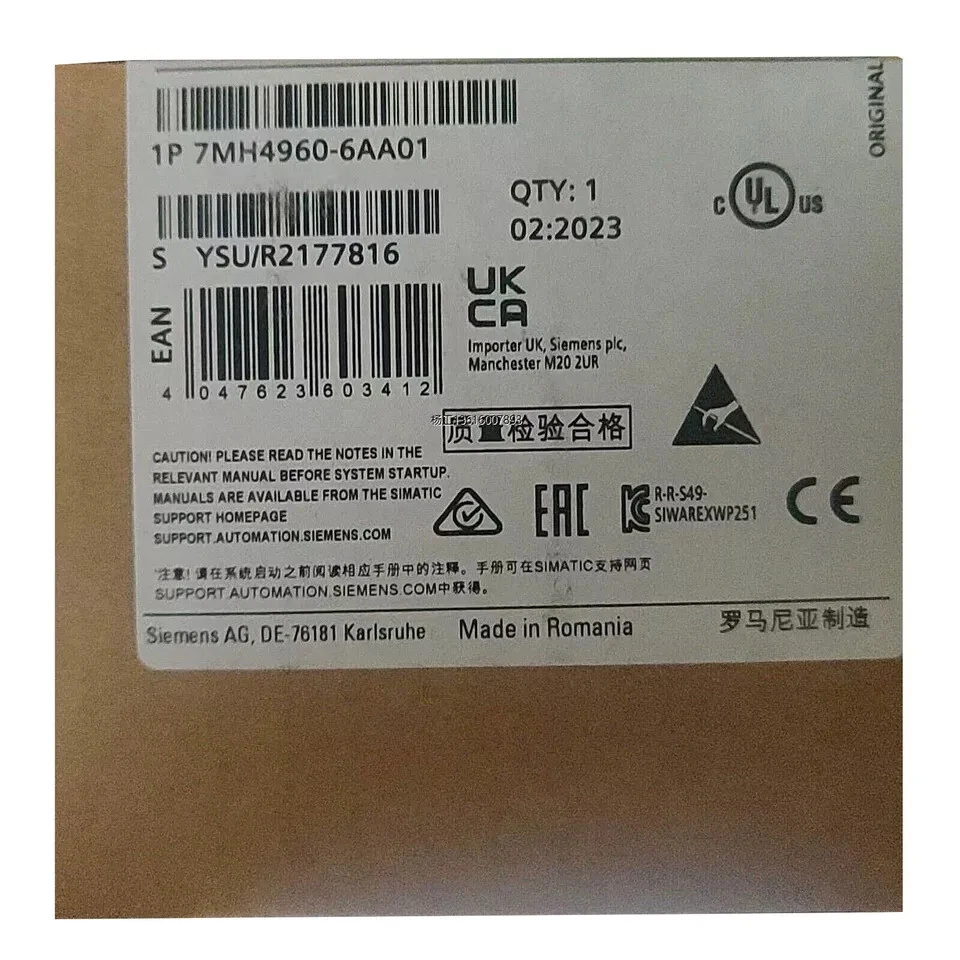 ORIGINAL
1P 7MH4960-6AA01
QTY: 1
02:2023
C UL US
S YSU/R2177816
UK
CA
Importer UK, Siemens plc,
Manchester M20 2UR
EAN
4 047623 603412
质量检验合格
CAUTION! PLEASE READ THE NOTES IN THE
RELEVANT MANUAL BEFORE SYSTEM STARTUP.
MANUALS ARE AVAILABLE FROM THE SIMATIC
SUPPORT HOMEPAGE
SUPPORT.AUTOMATION.SIEMENS.COM
EAC
R-R-S49-
SIWAREXWP251
CE
注意! 请在系统启动之前阅读相应手册中的注释。手册可在SIMATIC支持网页
SUPPORT.AUTOMATION.SIEMENS.COM中获得。
Siemens AG, DE-76181 Karlsruhe
Made in Romania
罗马尼亚制造